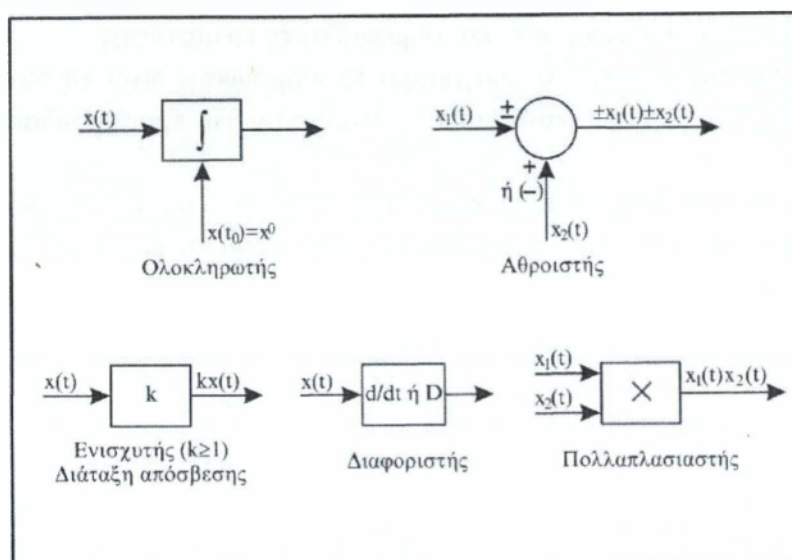 x(t)
∫
x(t₀)=x⁰
Ολοκληρωτής
x₁(t)
±
±x₁(t)±x₂(t)
+
ή (−)
x₂(t)
Αθροιστής
x(t)
k
kx(t)
Ενισχυτής (k≥1)
Διάταξη απόσβεσης
x(t)
d/dt ή D
Διαφοριστής
x₁(t)
x₂(t)
×
x₁(t)x₂(t)
Πολλαπλασιαστής